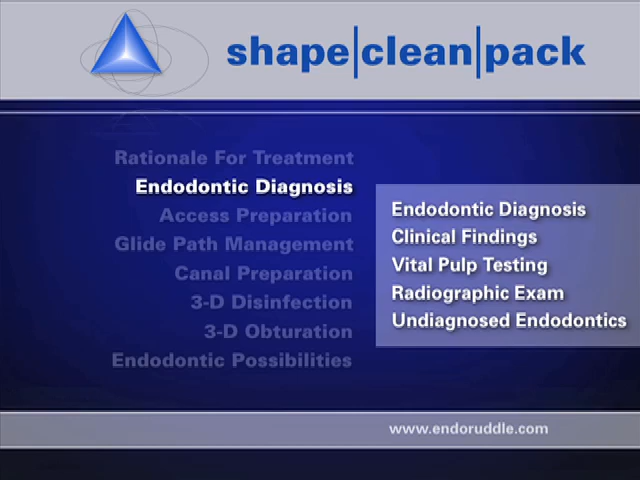 shape|clean|pack
Rationale For Treatment
Endodontic Diagnosis
Access Preparation
Glide Path Management
Canal Preparation
3-D Disinfection
3-D Obturation
Endodontic Possibilities
Endodontic Diagnosis
Clinical Findings
Vital Pulp Testing
Radiographic Exam
Undiagnosed Endodontics
www.endoruddle.com